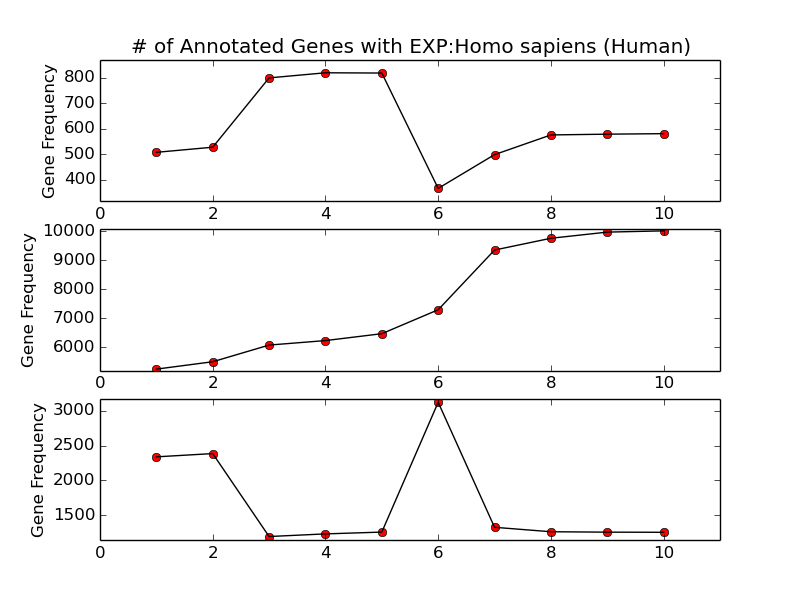 # of Annotated Genes with EXP:Homo sapiens (Human)
Gene Frequency
800
700
600
500
400
0 2 4 6 8 10
Gene Frequency
10000
9000
8000
7000
6000
0 2 4 6 8 10
Gene Frequency
3000
2500
2000
1500
0 2 4 6 8 10